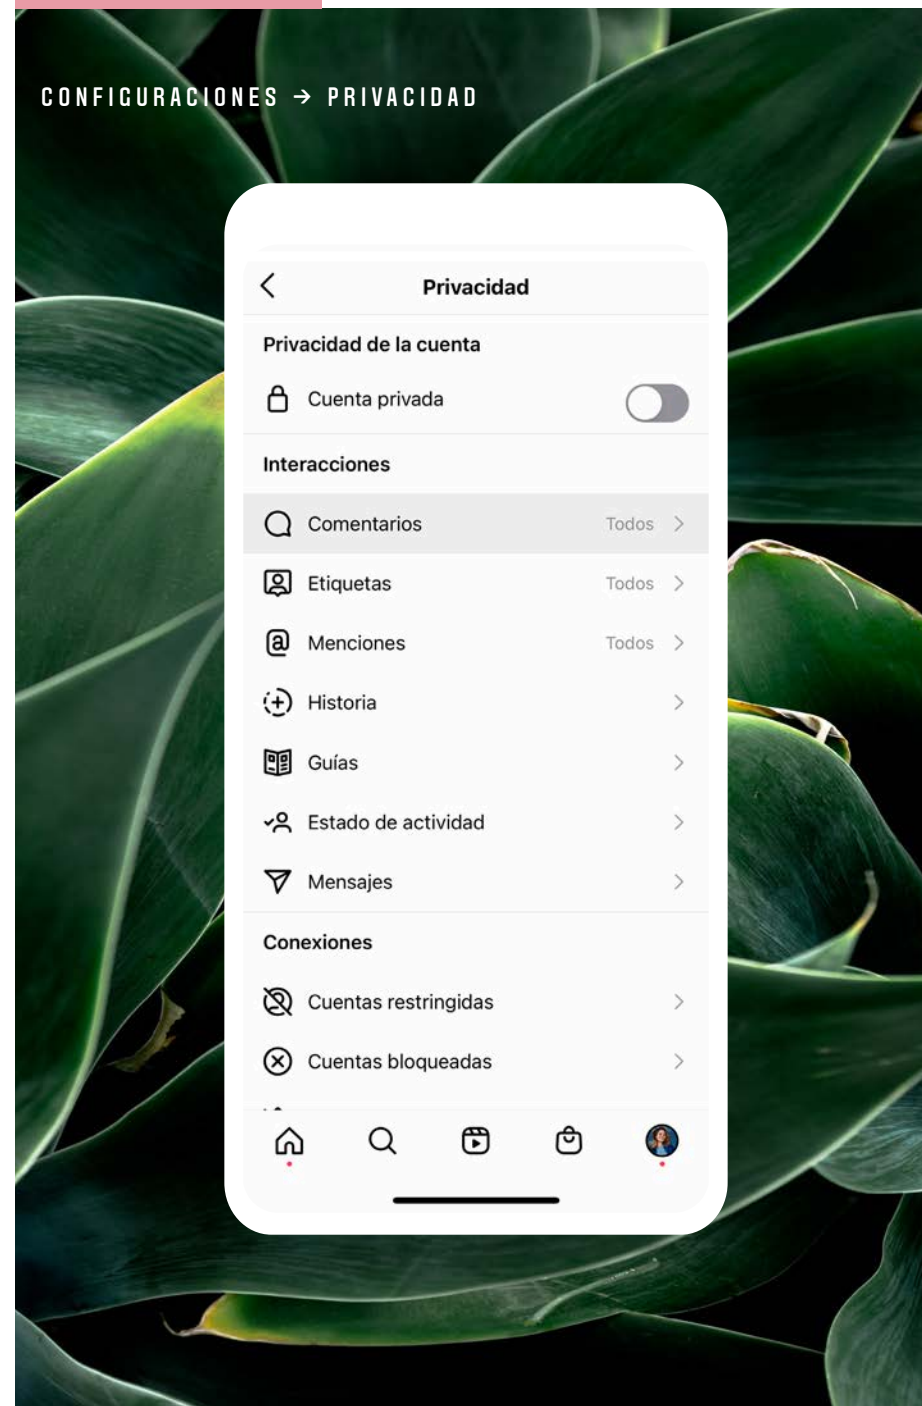 CONFIGURACIONES → PRIVACIDAD
Privacidad
Privacidad de la cuenta
Cuenta privada
Interacciones
Comentarios Todos
Etiquetas Todos
Menciones Todos
Historia
Guías
Estado de actividad
Mensajes
Conexiones
Cuentas restringidas
Cuentas bloqueadas